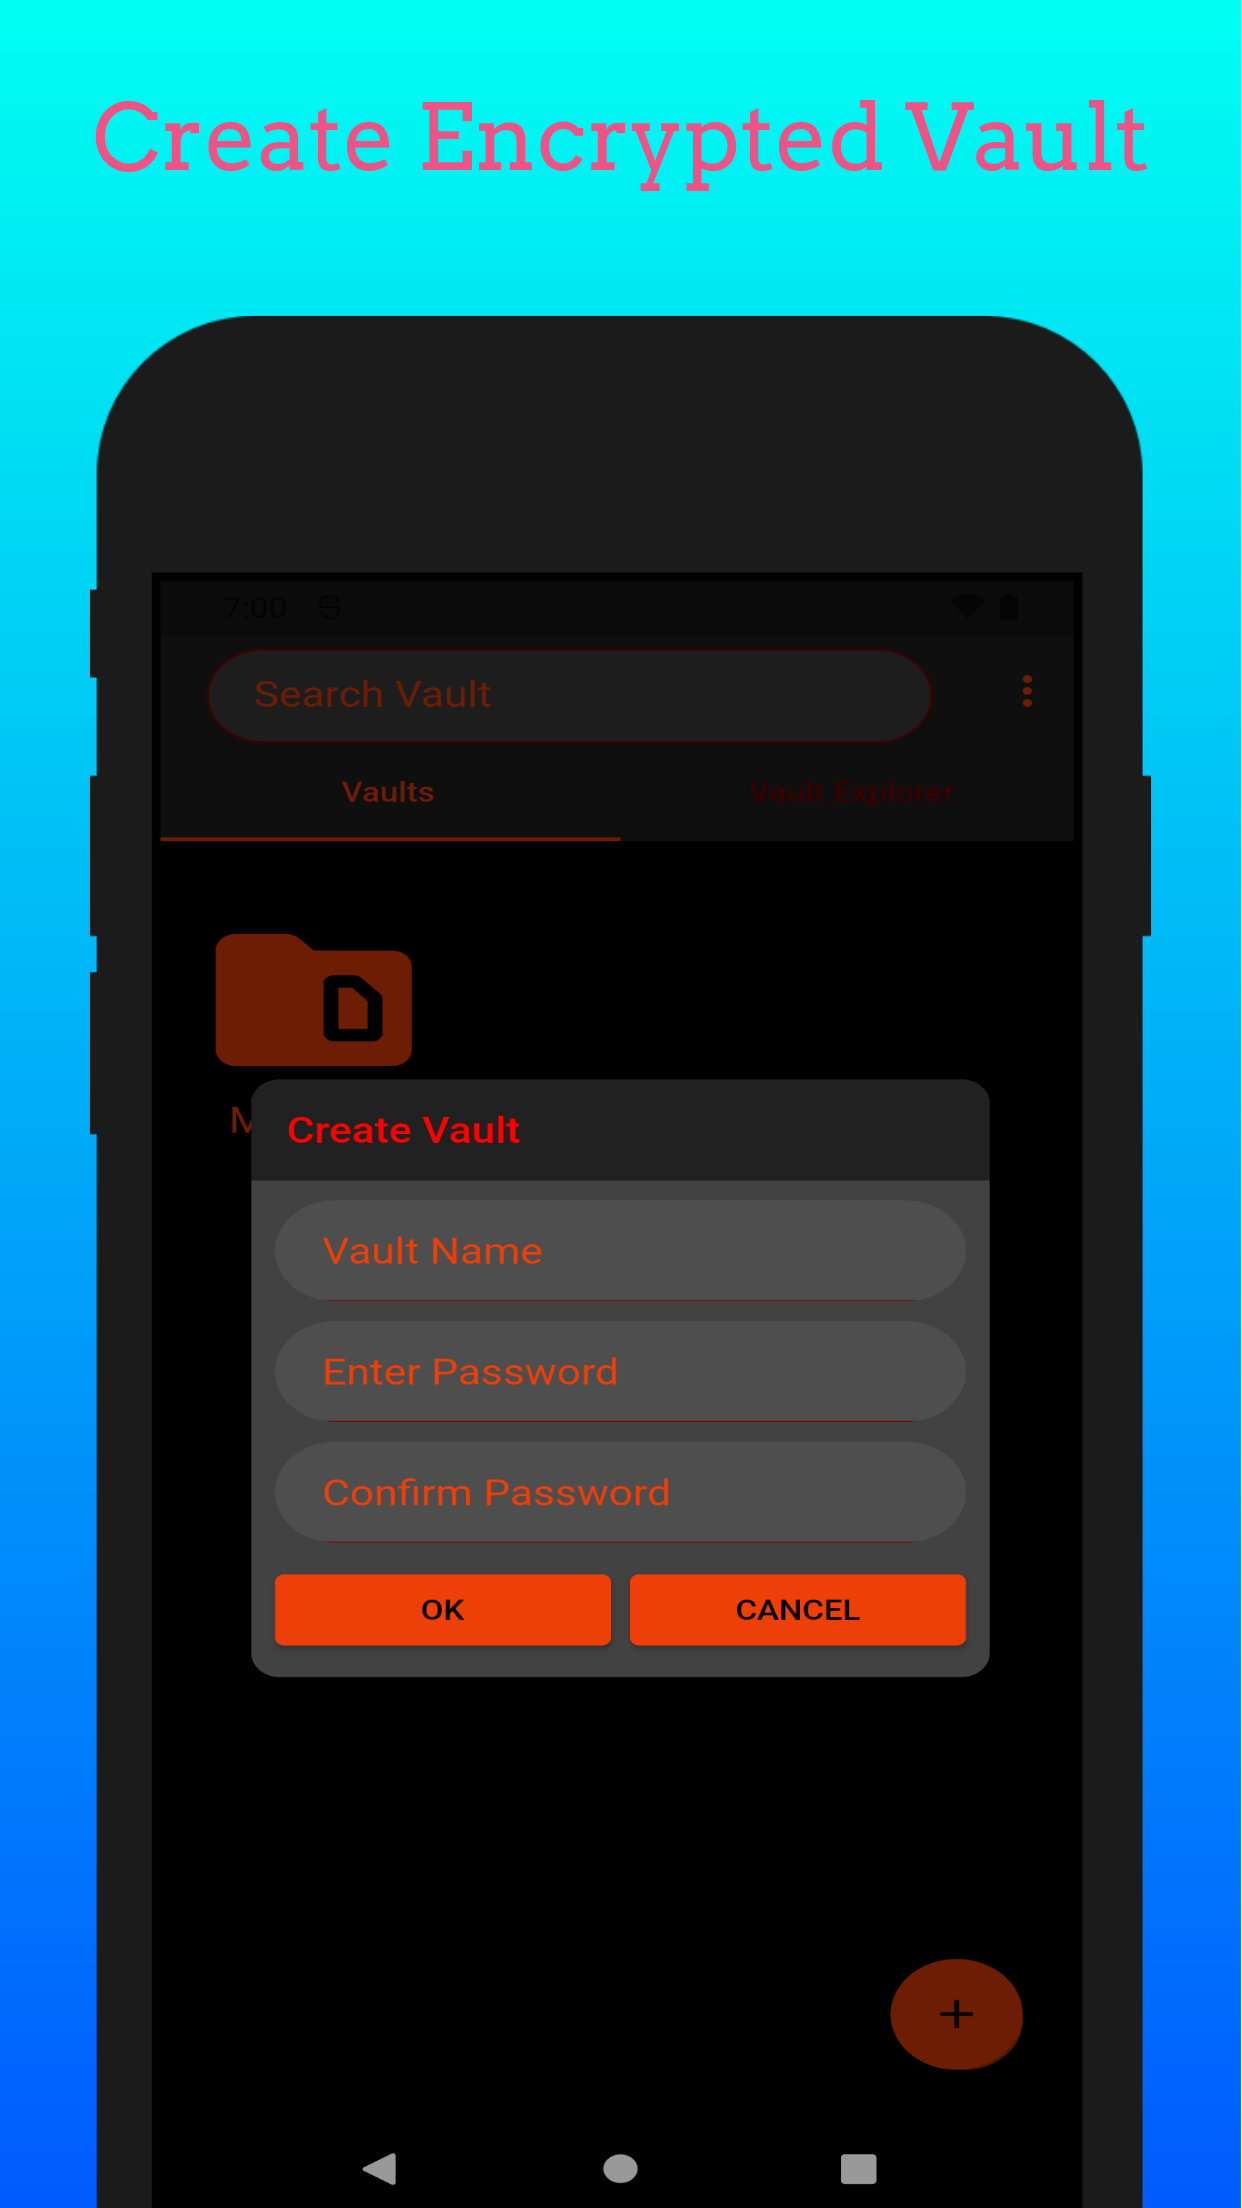 Create Encrypted Vault
7:00
Search Vault
Vaults
Vault Explorer
M
Create Vault
Vault Name
Enter Password
Confirm Password
OK
CANCEL